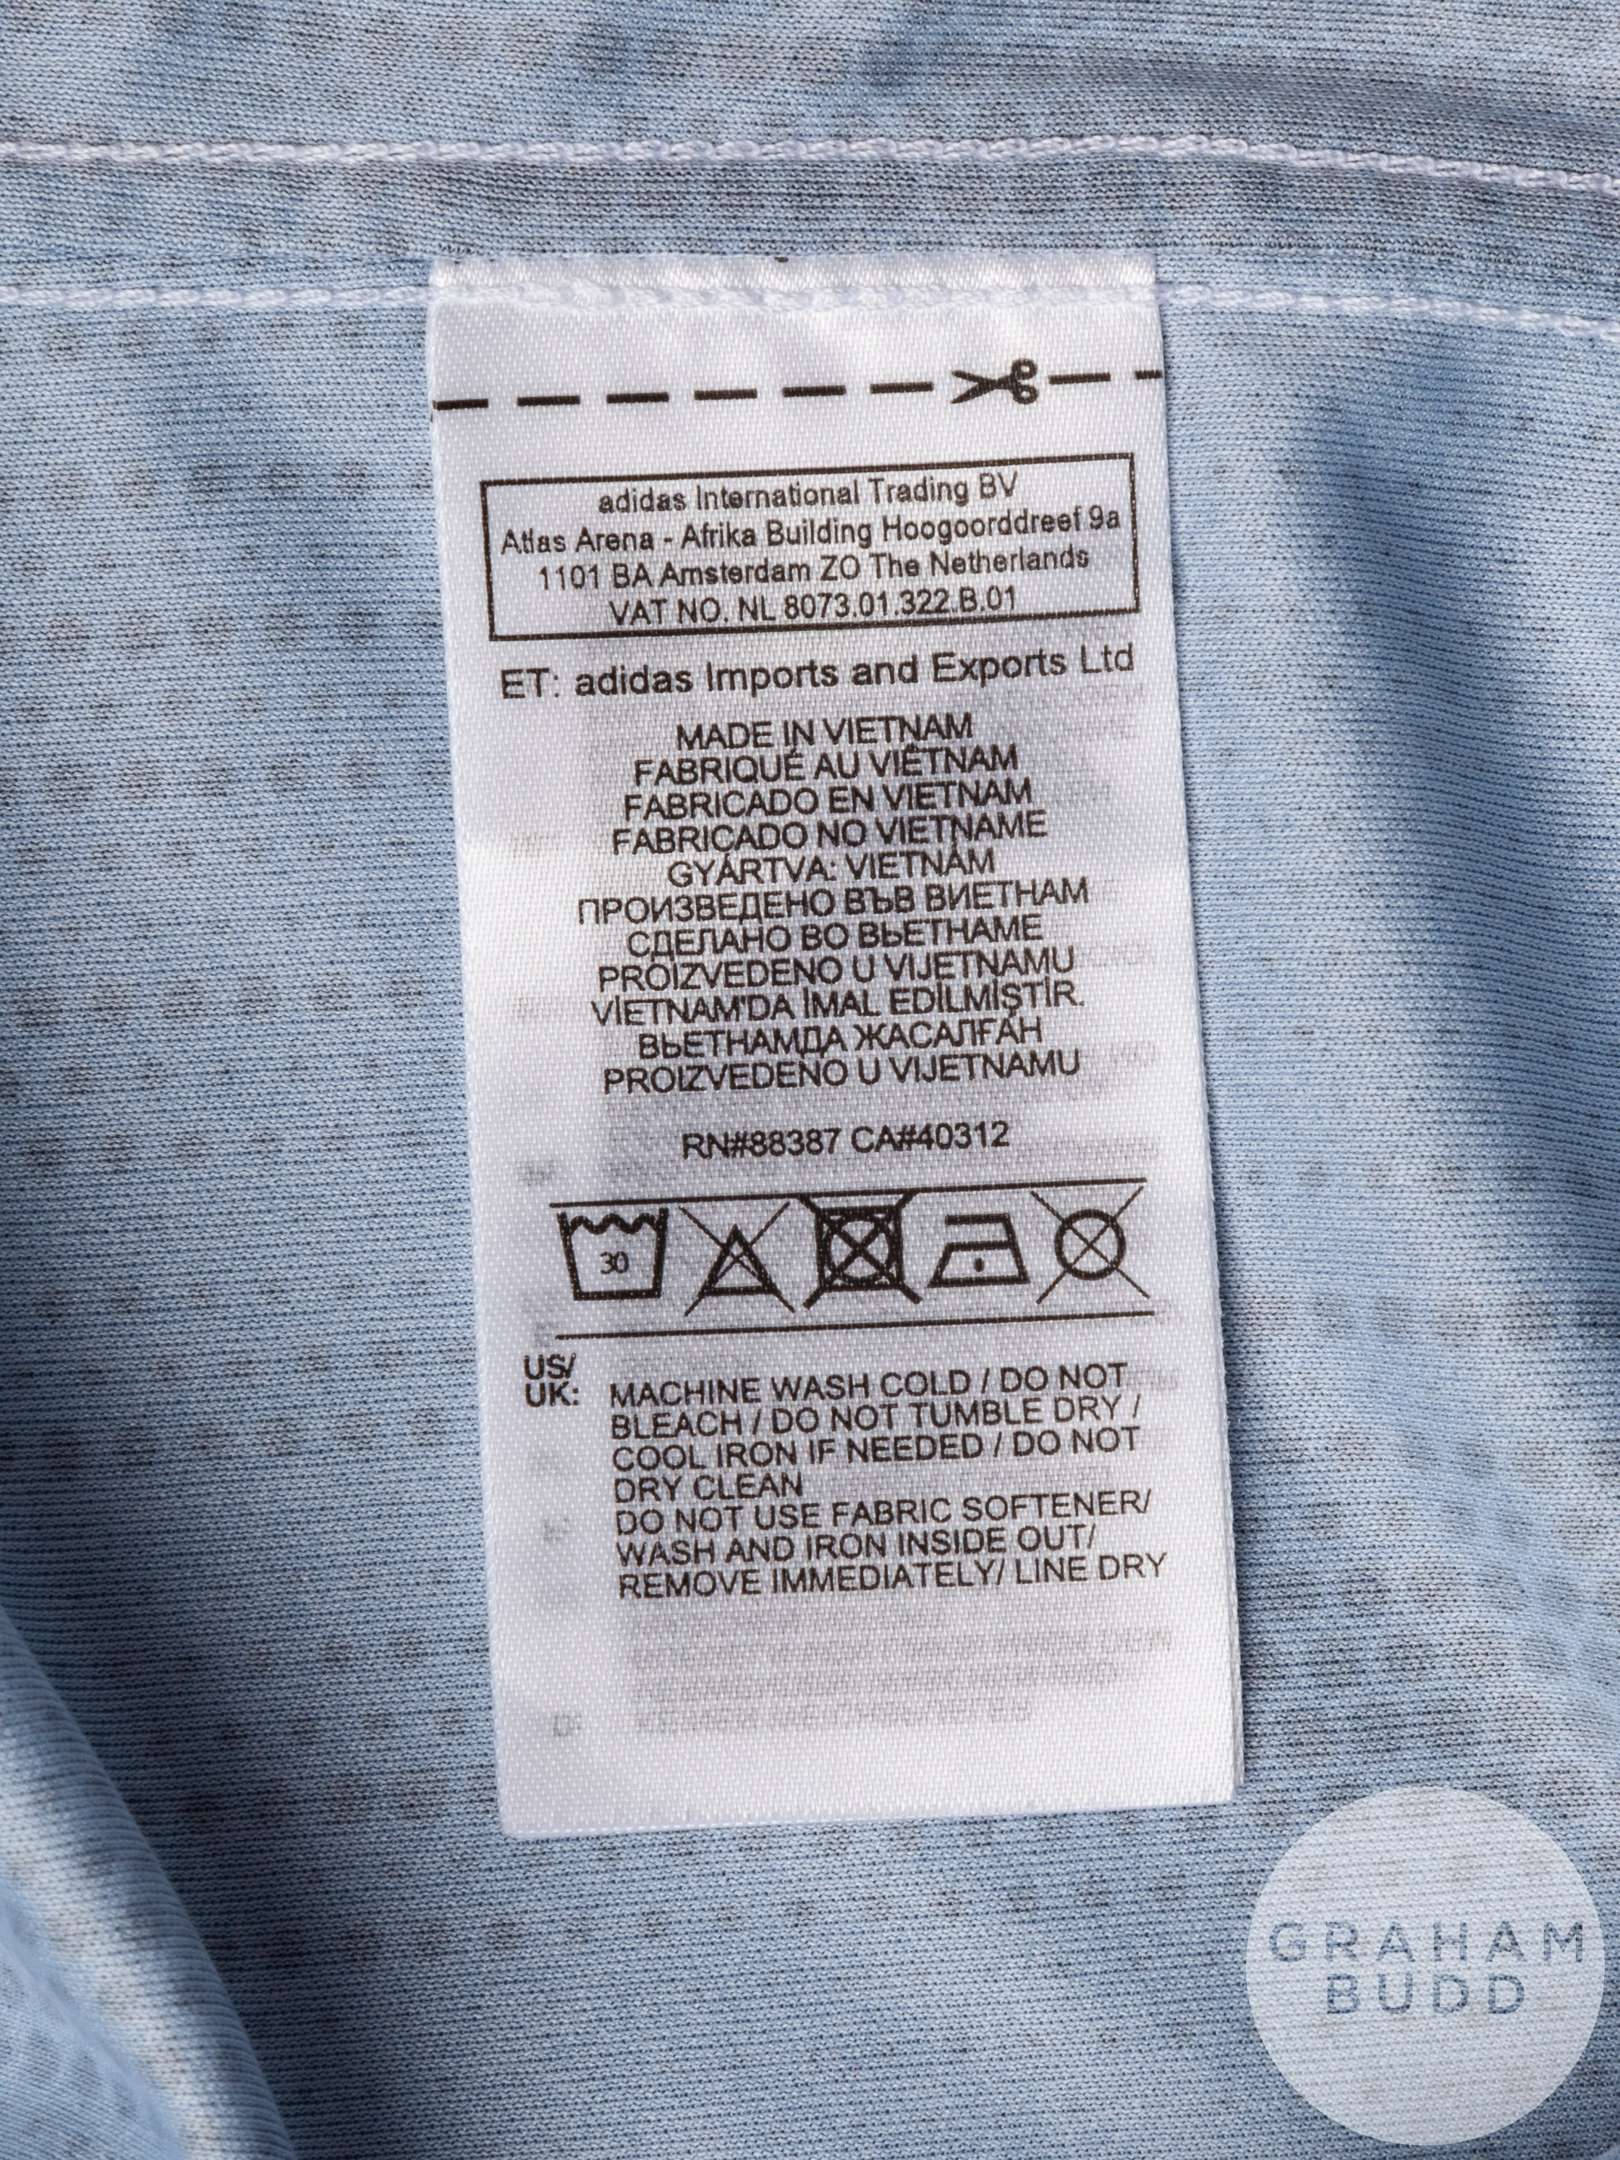 adidas International Trading BV
Atlas Arena - Afrika Building Hoogoorddreef 9a
1101 BA Amsterdam ZO The Netherlands
VAT NO. NL 8073.01.322.B.01
ET: adidas Imports and Exports Ltd
MADE IN VIETNAM
FABRIQUÉ AU VIÊTNAM
FABRICADO EN VIETNAM
FABRICADO NO VIETNAME
GYÁRTVA: VIETNÁM
ПРОИЗВЕДЕНО ВЪВ ВИЕТНАМ
СДЕЛАНО ВО ВЬЕТНАМЕ
PROIZVEDENO U VIJETNAMU
VİETNAM'DA İMAL EDİLMİŞTİR.
ВЬЕТНАМДА ЖАСАЛҒАН
PROIZVEDENO U VIJETNAMU
RN#88387 CA#40312
30
US/
UK: MACHINE WASH COLD / DO NOT
BLEACH / DO NOT TUMBLE DRY /
COOL IRON IF NEEDED / DO NOT
DRY CLEAN
DO NOT USE FABRIC SOFTENER/
WASH AND IRON INSIDE OUT/
REMOVE IMMEDIATELY/ LINE DRY
GRAHAM
BUDD